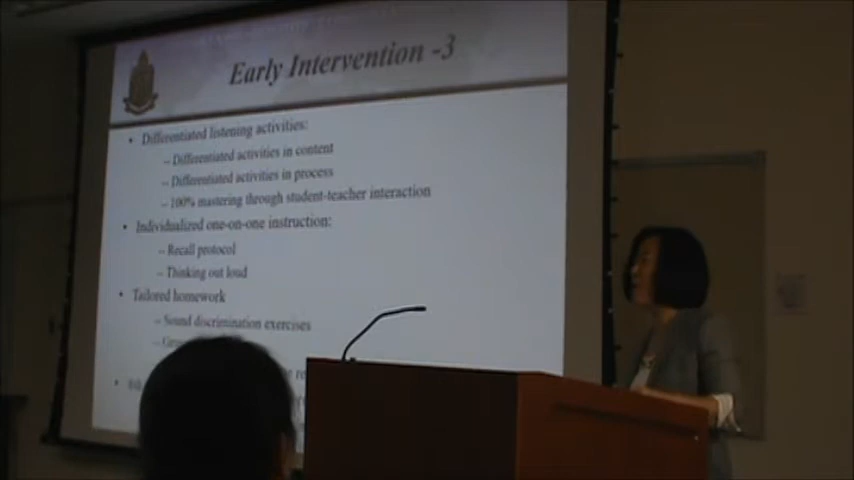 Early Intervention -3
• Differentiated listening activities:
– Differentiated activities in content
– Differentiated activities in process
– 100% mastering through student-teacher interaction
• Individualized one-on-one instruction:
– Recall protocol
– Thinking out loud
• Tailored homework
– Sound discrimination exercises